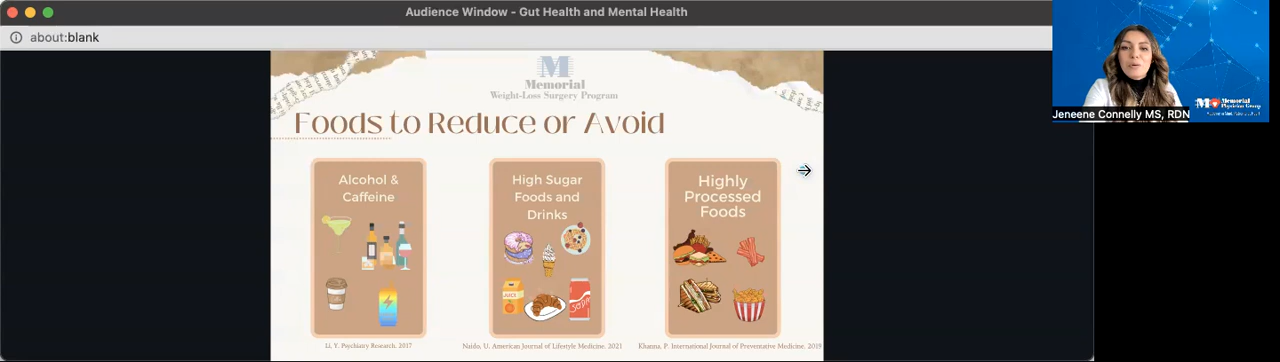 Audience Window - Gut Health and Mental Health
about:blank
M
Memorial
Weight-Loss Surgery Program
Foods to Reduce or Avoid
Alcohol &
Caffeine
High Sugar
Foods and
Drinks
Highly
Processed
Foods
JUICE
SODA
Li, Y. Psychiatry Research, 2017
Naido, U. American Journal of Lifestyle Medicine. 2021
Khanna, P. International Journal of Preventative Medicine. 2019
Memorial
Physician Group
Jeneene Connelly MS, RDN